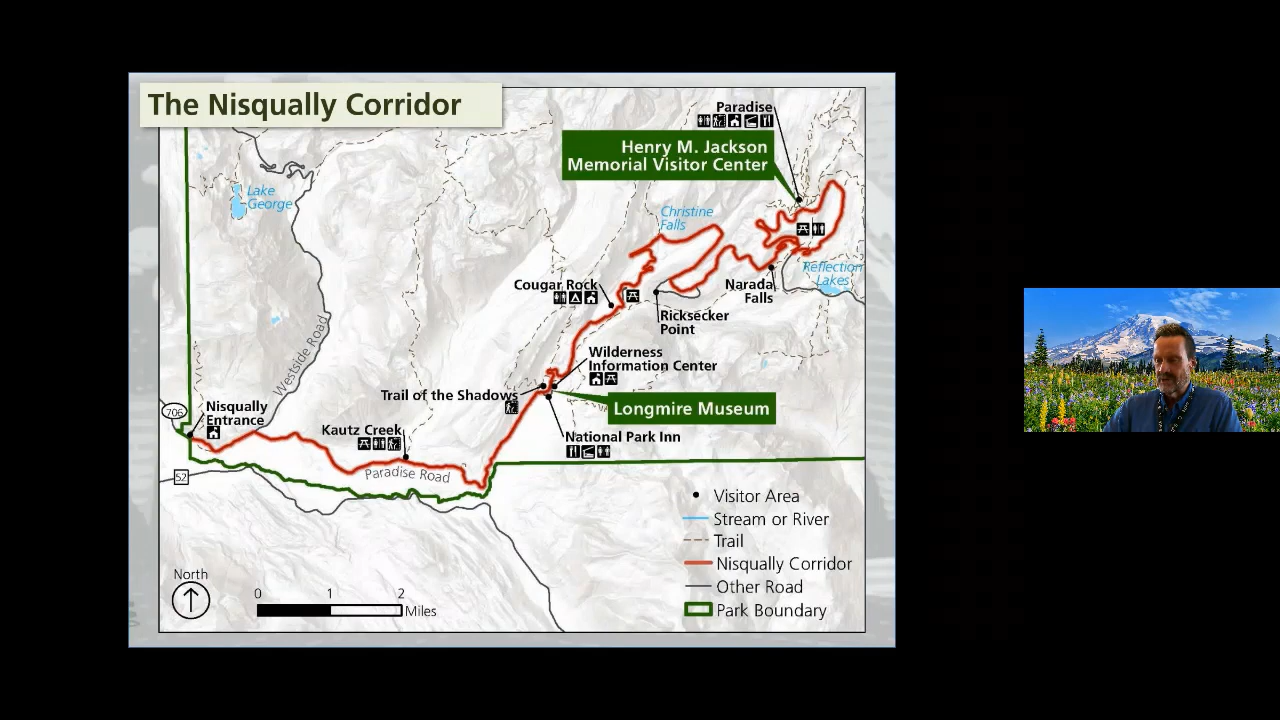 The Nisqually Corridor
Paradise
Henry M. Jackson
Memorial Visitor Center
Lake
George
Christine
Falls
Reflection
Lakes
Cougar Rock
Narada
Falls
Ricksecker
Point
Westside Road
Wilderness
Information Center
Trail of the Shadows
Longmire Museum
706
Nisqually
Entrance
Kautz Creek
National Park Inn
52
Paradise Road
Visitor Area
Stream or River
Trail
Nisqually Corridor
Other Road
Park Boundary
North
0 1 2
Miles